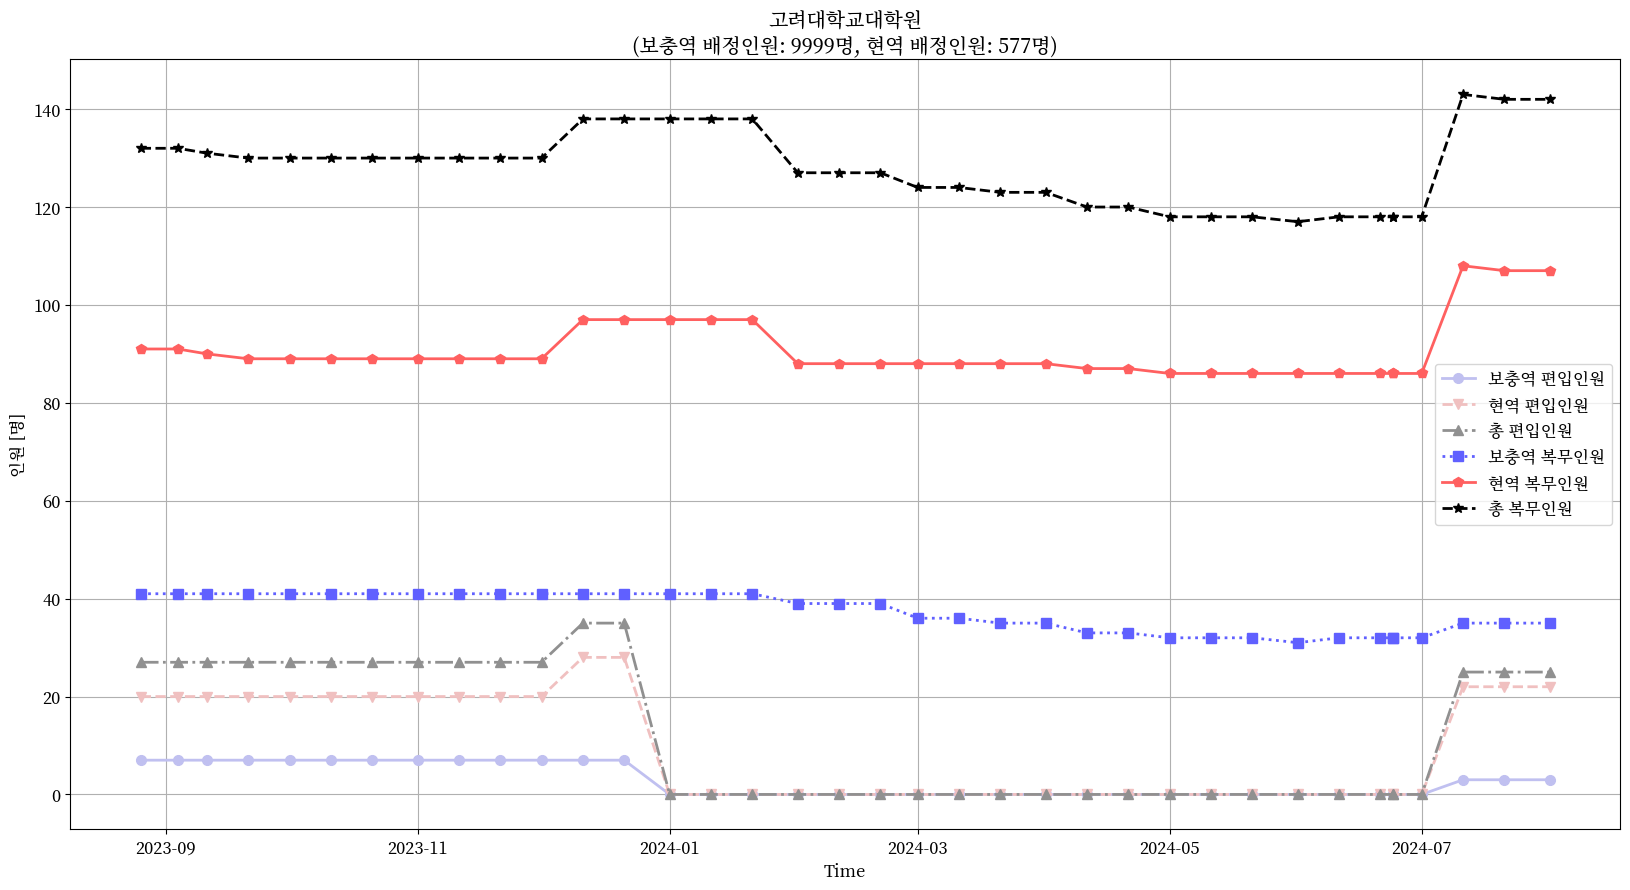 고려대학교대학원
(보충역 배정인원: 9999명, 현역 배정인원: 577명)
140
120
100
80
60
40
20
0
인원 [명]
보충역 편입인원
현역 편입인원
총 편입인원
보충역 복무인원
현역 복무인원
총 복무인원
2023-09 2023-11 2024-01 2024-03 2024-05 2024-07
Time